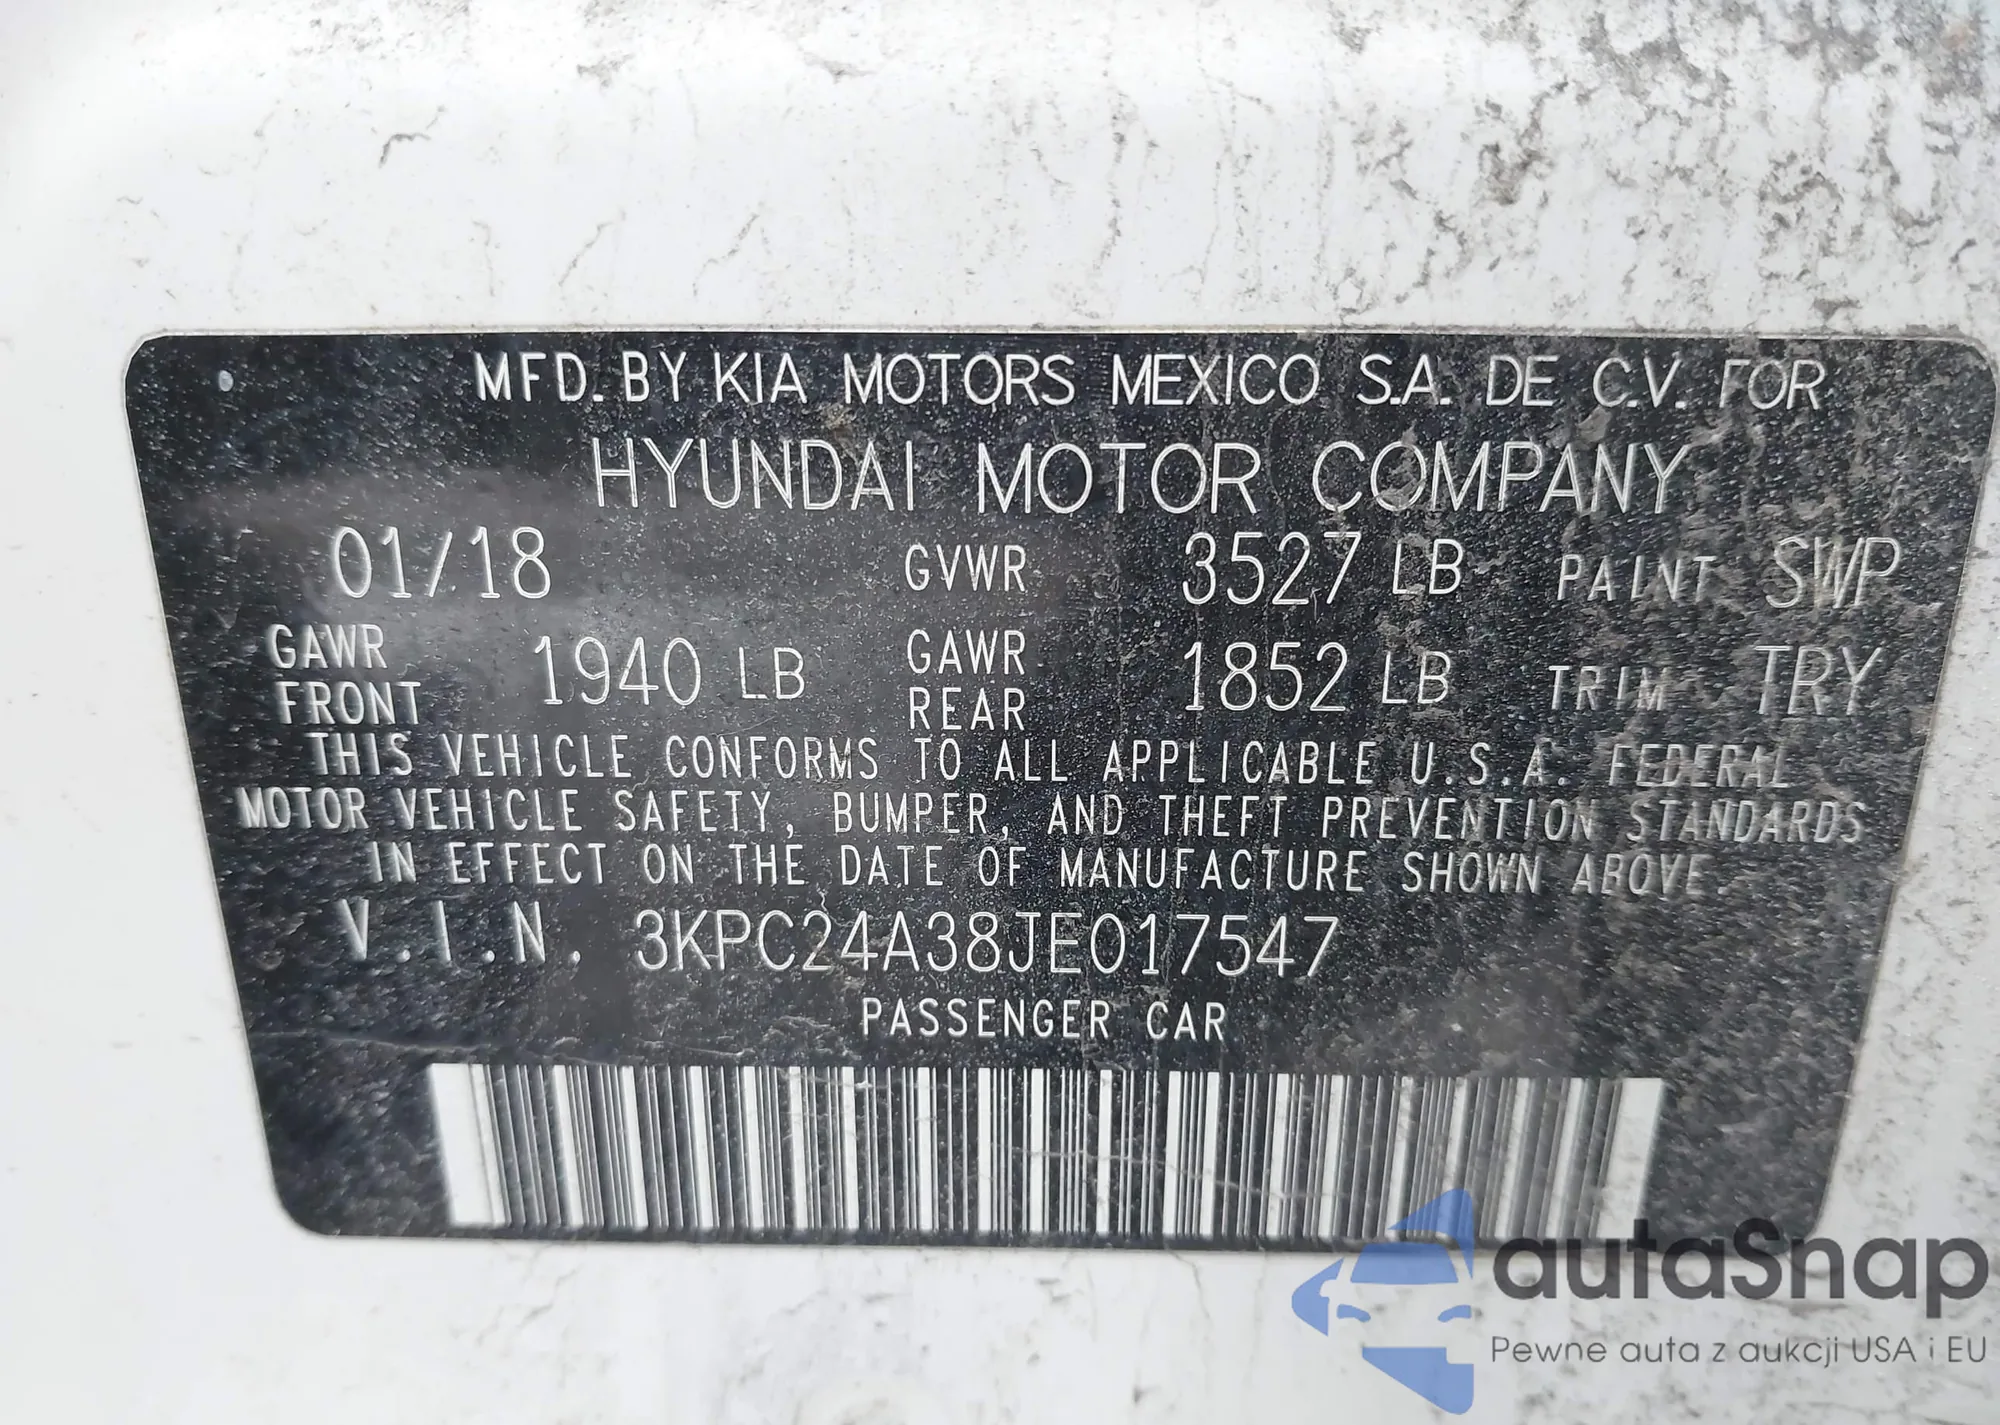 MFD. BY KIA MOTORS MEXICO S.A. DE C.V. FOR
HYUNDAI MOTOR COMPANY
01/18 GVWR 3527 LB PAINT SWP
GAWR FRONT 1940 LB GAWR REAR 1852 LB TRIM TRY
THIS VEHICLE CONFORMS TO ALL APPLICABLE U.S.A. FEDERAL
MOTOR VEHICLE SAFETY, BUMPER, AND THEFT PREVENTION STANDARDS
IN EFFECT ON THE DATE OF MANUFACTURE SHOWN ABOVE.
V.I.N. 3KPC24A38JE017547
PASSENGER CAR
autaSnap
Pewne auta z aukcji USA i EU